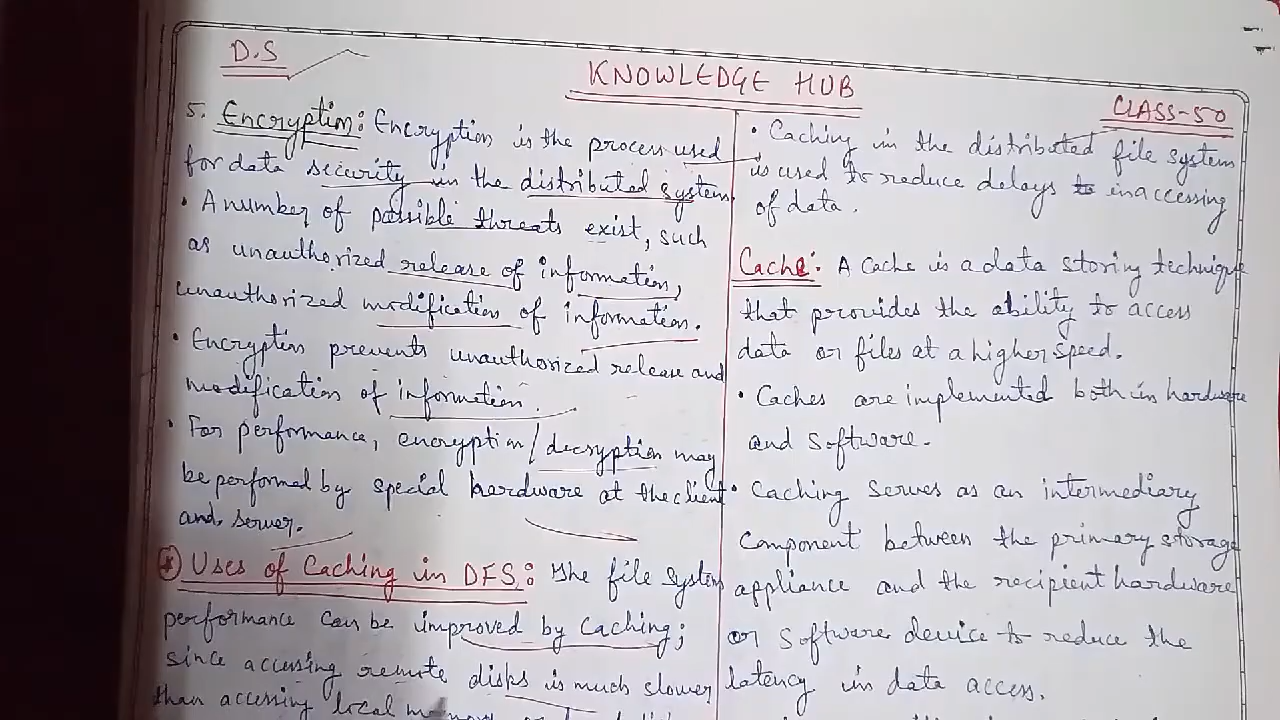 D.S
KNOWLEDGE HUB
CLASS-50
5. Encryption: Encryption is the process used
for data security in the distributed system
• A number of possible threats exist, such
as unauthorized release of information,
unauthorized modification of information.
• Encryption prevents unauthorized release and
modification of information.
• For performance, encryption/decryption may
be performed by special hardware at the client
and server.
* Uses of Caching in DFS: The file system
performance can be improved by caching;
since accessing remote disks is much slower
than accessing local
• Caching in the distributed file system
is used to reduce delays in accessing
of data.
Cache: A Cache is a data storing technique
that provides the ability to access
data or files at a higher speed.
• Caches are implemented both in hardware
and software.
• Caching serves as an intermediary
component between the primary storage
appliance and the recipient hardware
or software device to reduce the
latency in data access.